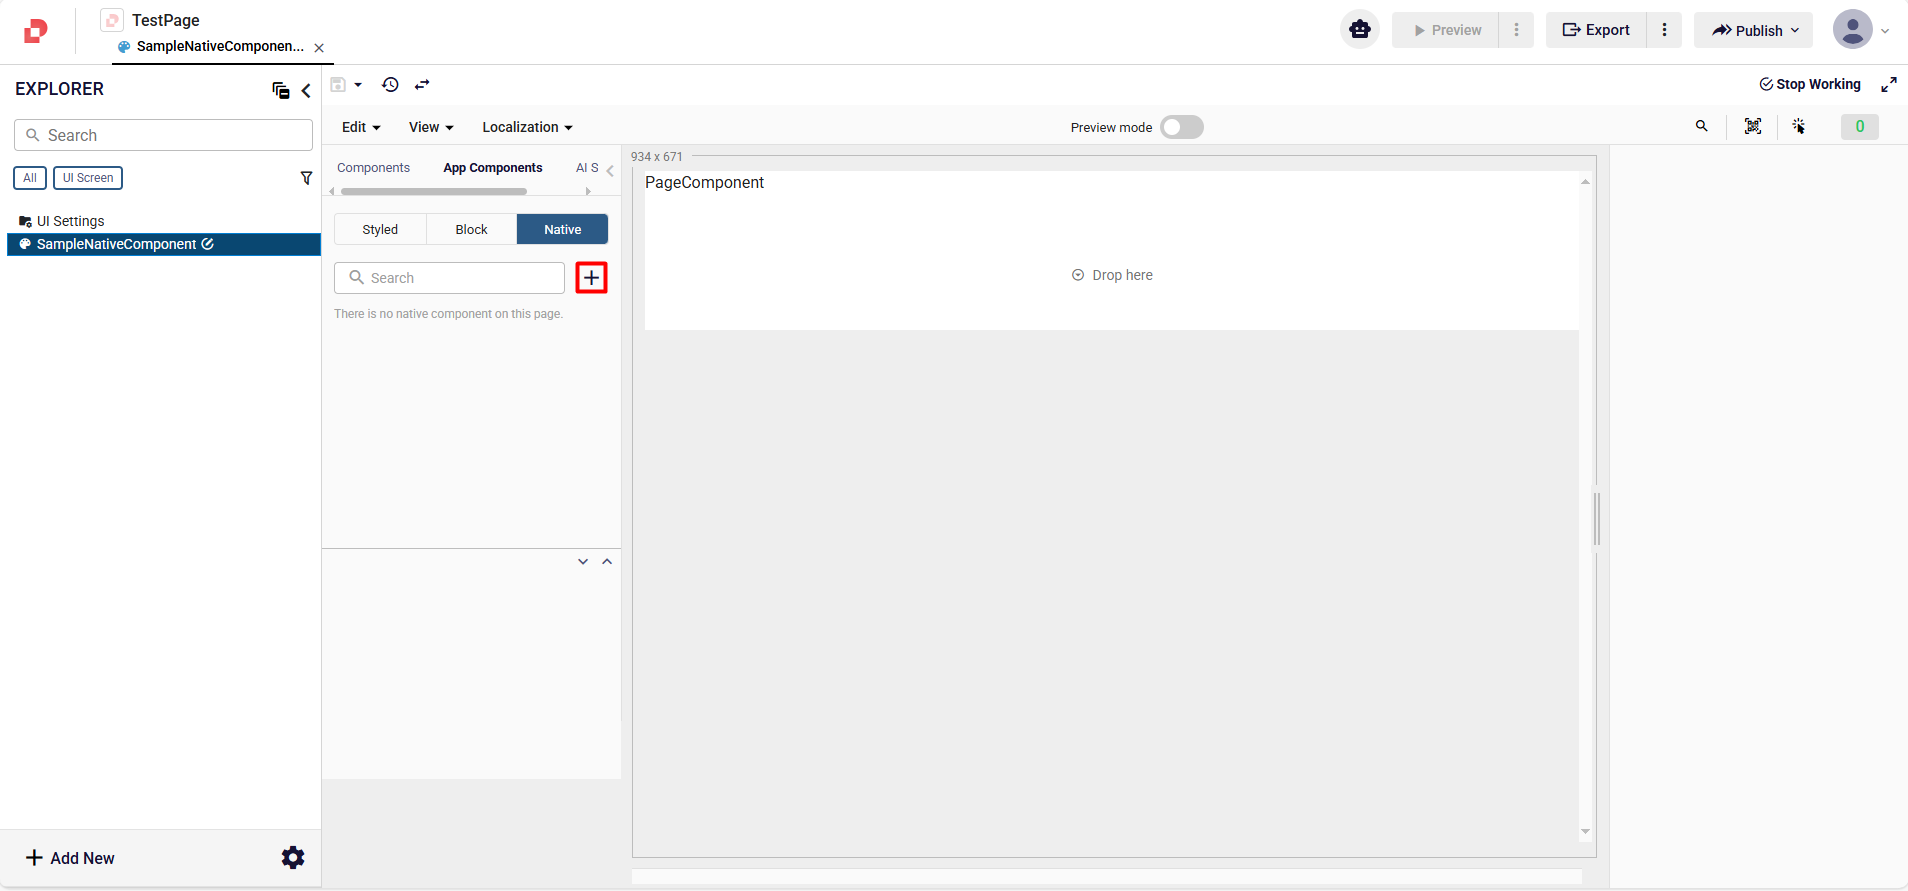 TestPage
SampleNativeComponen...
Preview
Export
Publish
EXPLORER
Stop Working
Search
Edit
View
Localization
Preview mode
0
All
UI Screen
Components
App Components
AI S
934 x 671
PageComponent
UI Settings
SampleNativeComponent
Styled
Block
Native
Search
Drop here
There is no native component on this page.
Add New